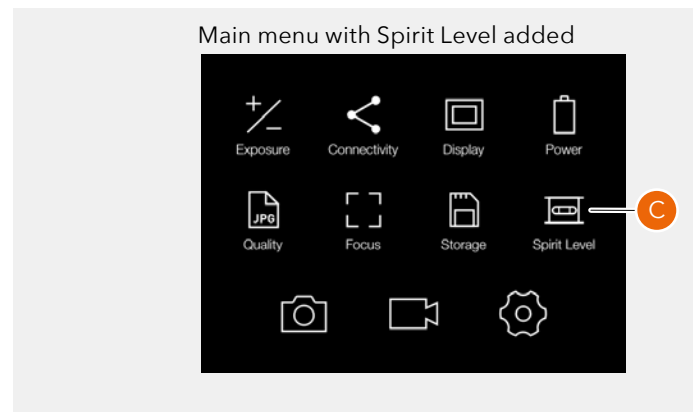 Main menu with Spirit Level added
Exposure Connectivity Display Power
JPG
Quality Focus Storage Spirit Level
C